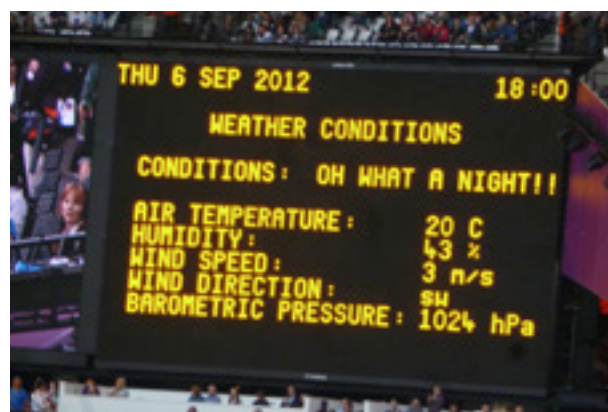 THU 6 SEP 2012 18:00
WEATHER CONDITIONS
CONDITIONS: OH WHAT A NIGHT!!
AIR TEMPERATURE: 20 C
HUMIDITY: 43 %
WIND SPEED: 3 m/s
WIND DIRECTION: SW
BAROMETRIC PRESSURE: 1024 hPa